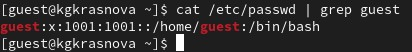 [guest@kgkrasnova ~]$ cat /etc/passwd | grep guest
guest:x:1001:1001::/home/guest:/bin/bash
[guest@kgkrasnova ~]$